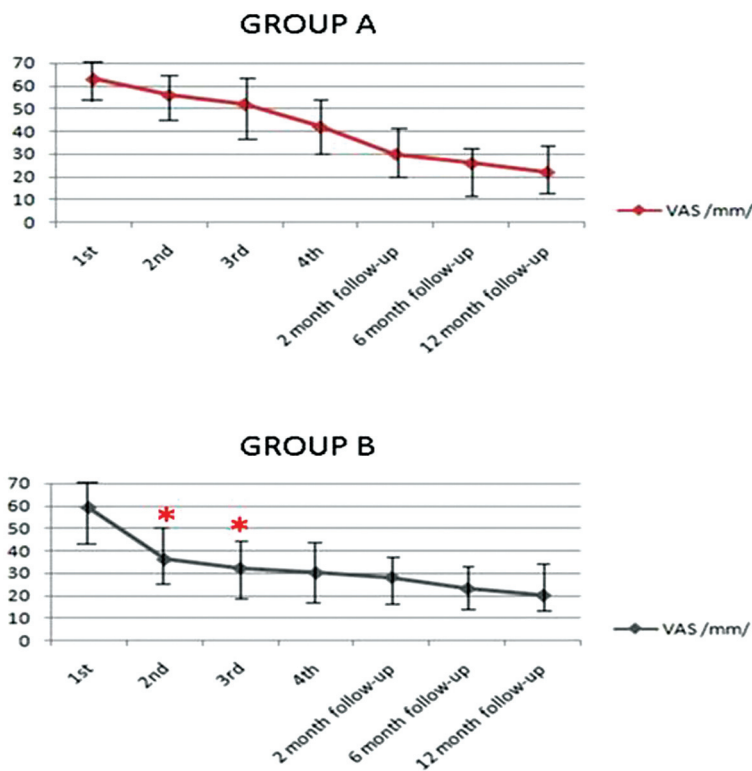 GROUP A
70
60
50
40
30
20
10
0
1st
2nd
3rd
4th
2 month follow-up
6 month follow-up
12 month follow-up
VAS /mm/
GROUP B
70
60
50
40
30
20
10
0
*
*
1st
2nd
3rd
4th
2 month follow-up
6 month follow-up
12 month follow-up
VAS /mm/